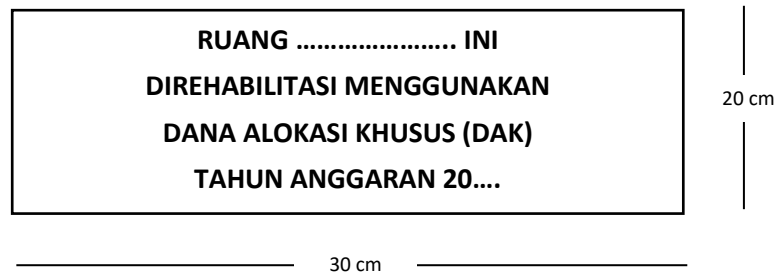 RUANG ………………….. INI
DIREHABILITASI MENGGUNAKAN
DANA ALOKASI KHUSUS (DAK)
TAHUN ANGGARAN 20….
20 cm
30 cm